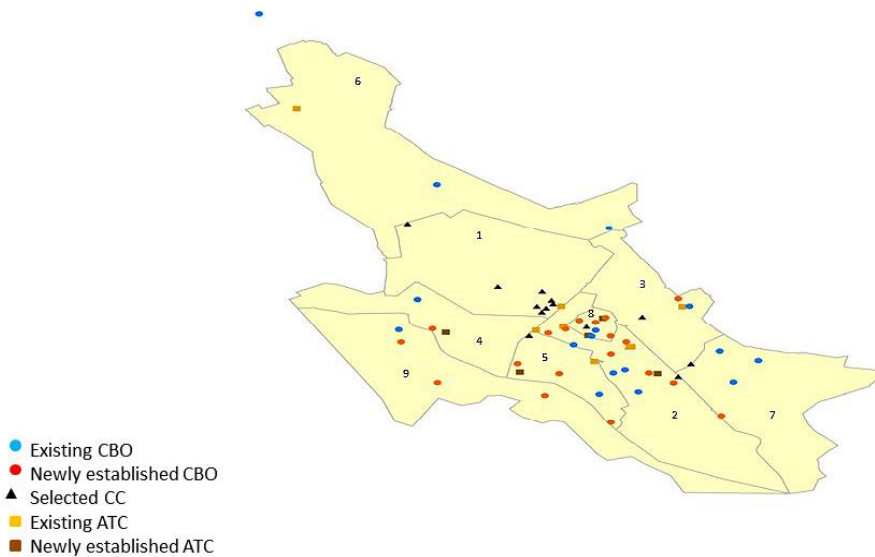 6
1
3
8
4
5
9
2
7
Existing CBO
Newly established CBO
Selected CC
Existing ATC
Newly established ATC